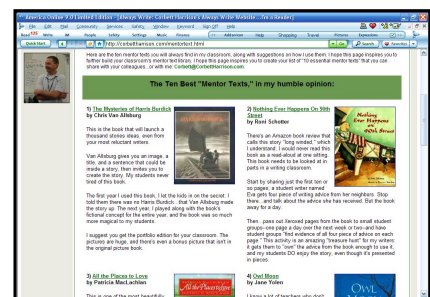 America Online 9.0 Limited Edition - [Always Write: Corbett Harrison's Always Write Website ...I'm a Reader]
File Edit Mail Community Services Safety Window Keyword Sign Off Help
Read IM People Safety Settings Music Finance Addiction Help Shopping Travel Pictures Expressions
Quick Start http://corbettharrison.com/mentortext.html Go Search Favorites
Here are the ten mentor texts you will always find in my classroom, along with suggestions on how I use them. I hope this page inspires you to
further build your classroom's mentor text library. I hope this page inspires you to create your list of "10 essential mentor texts" that you can
share with your colleagues...or with me: Corbett@CorbettHarrison.com.
The Ten Best "Mentor Texts," in my humble opinion:
1) The Mysteries of Harris Burdick
by Chris Van Allsburg
This is the book that will launch a
thousand stories ideas, even from
your most reluctant writers.
Van Allsburg gives you an image, a
title, and a sentence that could be
inside a story, then invites you to
create the story. My students never
tired of this book.
The first year I used this book, I let the kids in on the secret. I
told them there was no Harris Burdick...that Van Allsburg made
the story up. The next year, I played along with the book's
fictional concept for the entire year, and the book was so much
more magical to my students.
I suggest you get the portfolio edition for your classroom. The
pictures are huge, and there's even a bonus picture that isn't in
the original picture book.
2) Nothing Ever Happens On 90th
Street
by Roni Schotter
There's an Amazon book review that
calls this story "long winded," which
I understand. I would never read this
book as a read-aloud at one sitting.
This book needs to be looked at in
parts in a writing classroom.
Start by sharing just the first ten or
so pages: a student writer named
Eva gets four piece of writing advice from her neighbors. Stop
there...and talk about the advice she has received. But the book
away for a day.
Then...pass out Xeroxed pages from the book to small student
groups--one page a day over the next week or two--and have
student groups "find evidence of all four piece of advice on each
page." This activity is an amazing "treasure hunt" for my writers;
it gets them to "own" the advice from the book enough to use it,
and my students DO enjoy the story, even though it's presented
in pieces.
Nothing
Ever Happens
on
90th Street
3) All the Places to Love
by Patricia MacLachlan
This is one of the most beautifully
All the Places to Love
4) Owl Moon
by Jane Yolen
I know a lot of teachers who don't
OWL